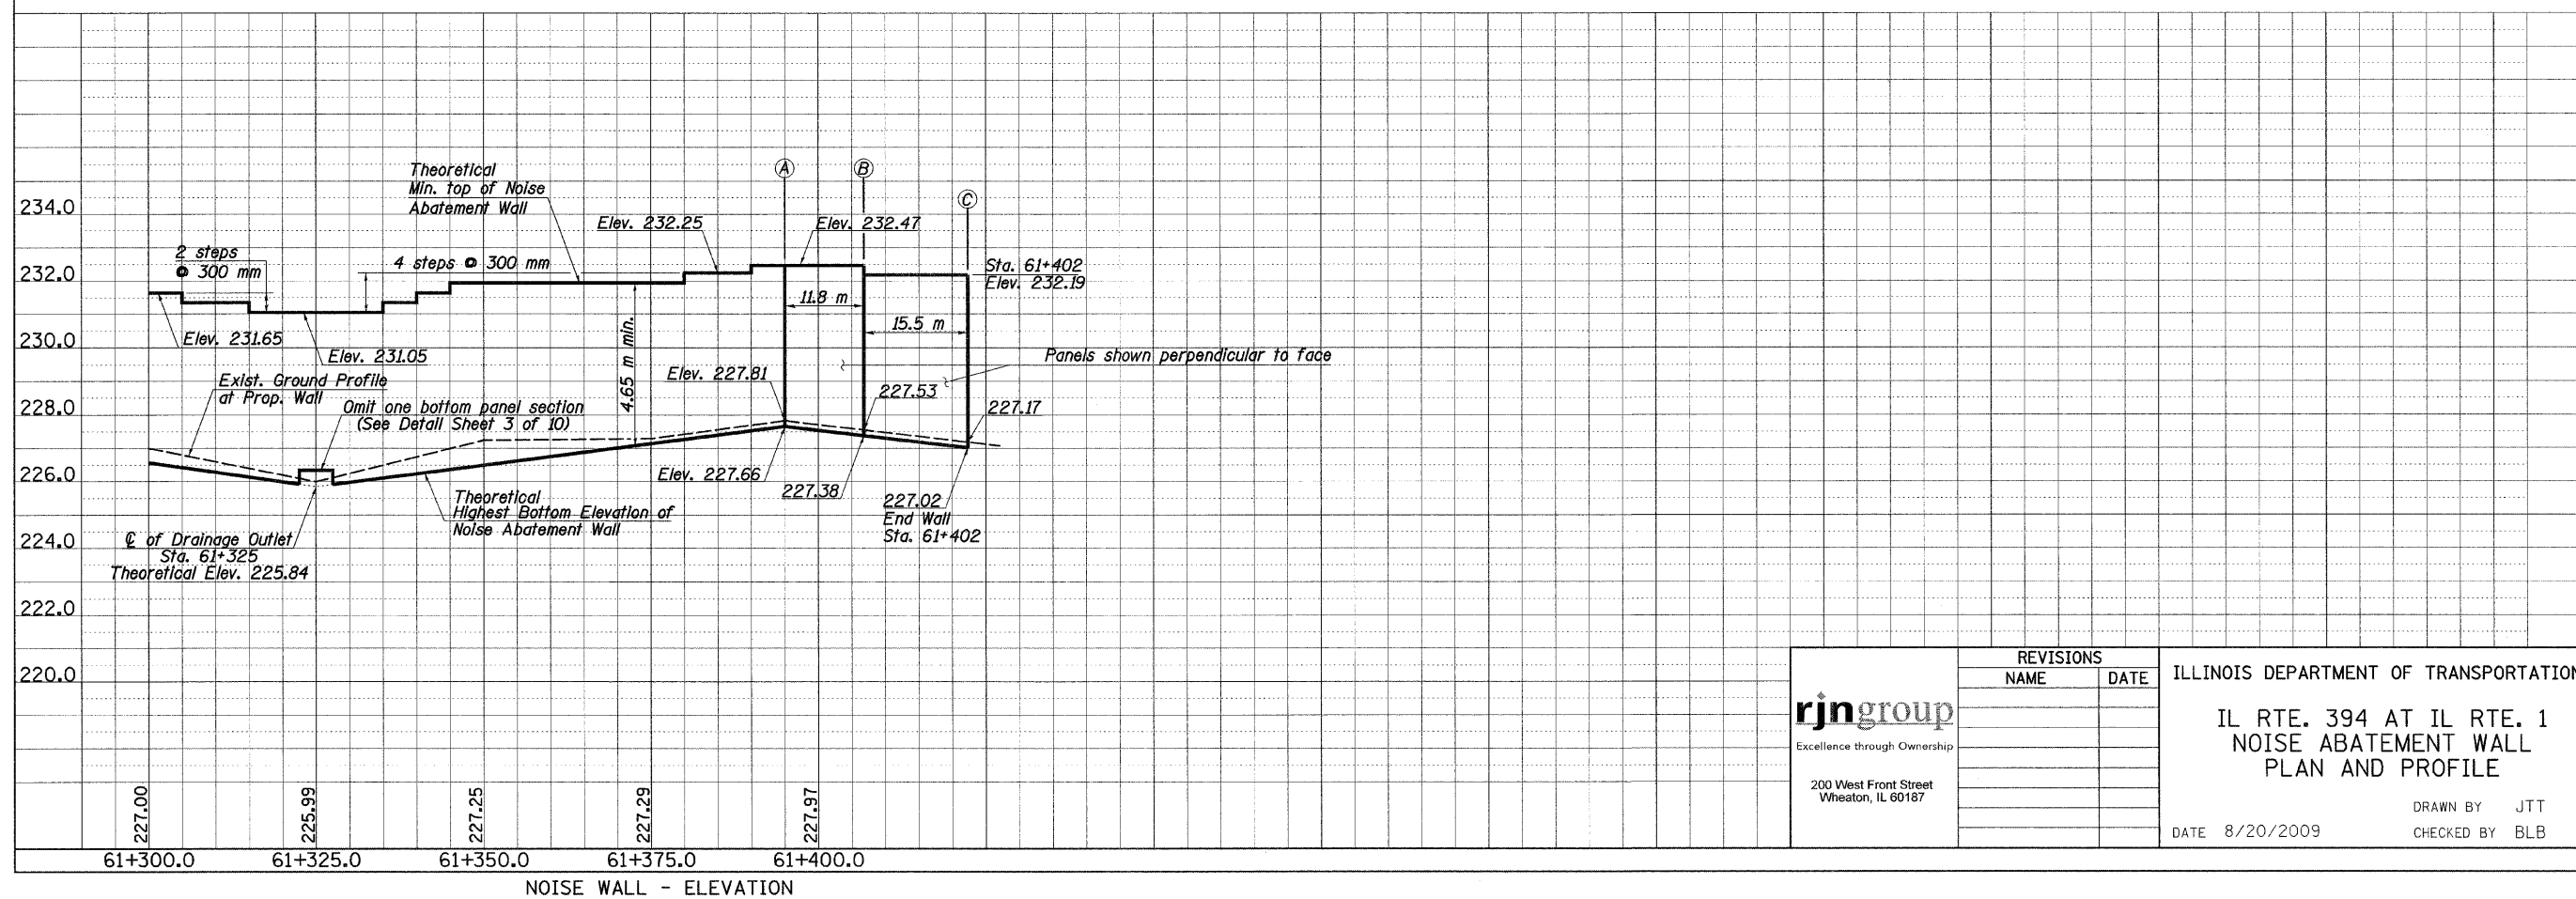 Theoretical
Min. top of Noise
Abatement Wall
A
B
C
234.0
Elev. 232.25
Elev. 232.47
2 steps
@ 300 mm
4 steps @ 300 mm
Sta. 61+402
Elev. 232.19
232.0
11.8 m
15.5 m
230.0
Elev. 231.65
Elev. 231.05
4.65 m min.
Panels shown perpendicular to face
Exist. Ground Profile
at Prop. Wall
Elev. 227.81
227.53
227.17
228.0
Omit one bottom panel section
(See Detail Sheet 3 of 10)
226.0
Elev. 227.66
227.38
227.02
End Wall
Sta. 61+402
Theoretical
Highest Bottom Elevation of
Noise Abatement Wall
224.0
℄ of Drainage Outlet
Sta. 61+325
Theoretical Elev. 225.84
222.0
220.0
227.00
225.99
227.25
227.29
227.97
61+300.0
61+325.0
61+350.0
61+375.0
61+400.0
NOISE WALL - ELEVATION
rjngroup
Excellence through Ownership
200 West Front Street
Wheaton, IL 60187
REVISIONS
NAME
DATE
ILLINOIS DEPARTMENT OF TRANSPORTATION
IL RTE. 394 AT IL RTE. 1
NOISE ABATEMENT WALL
PLAN AND PROFILE
DRAWN BY JTT
DATE 8/20/2009
CHECKED BY BLB